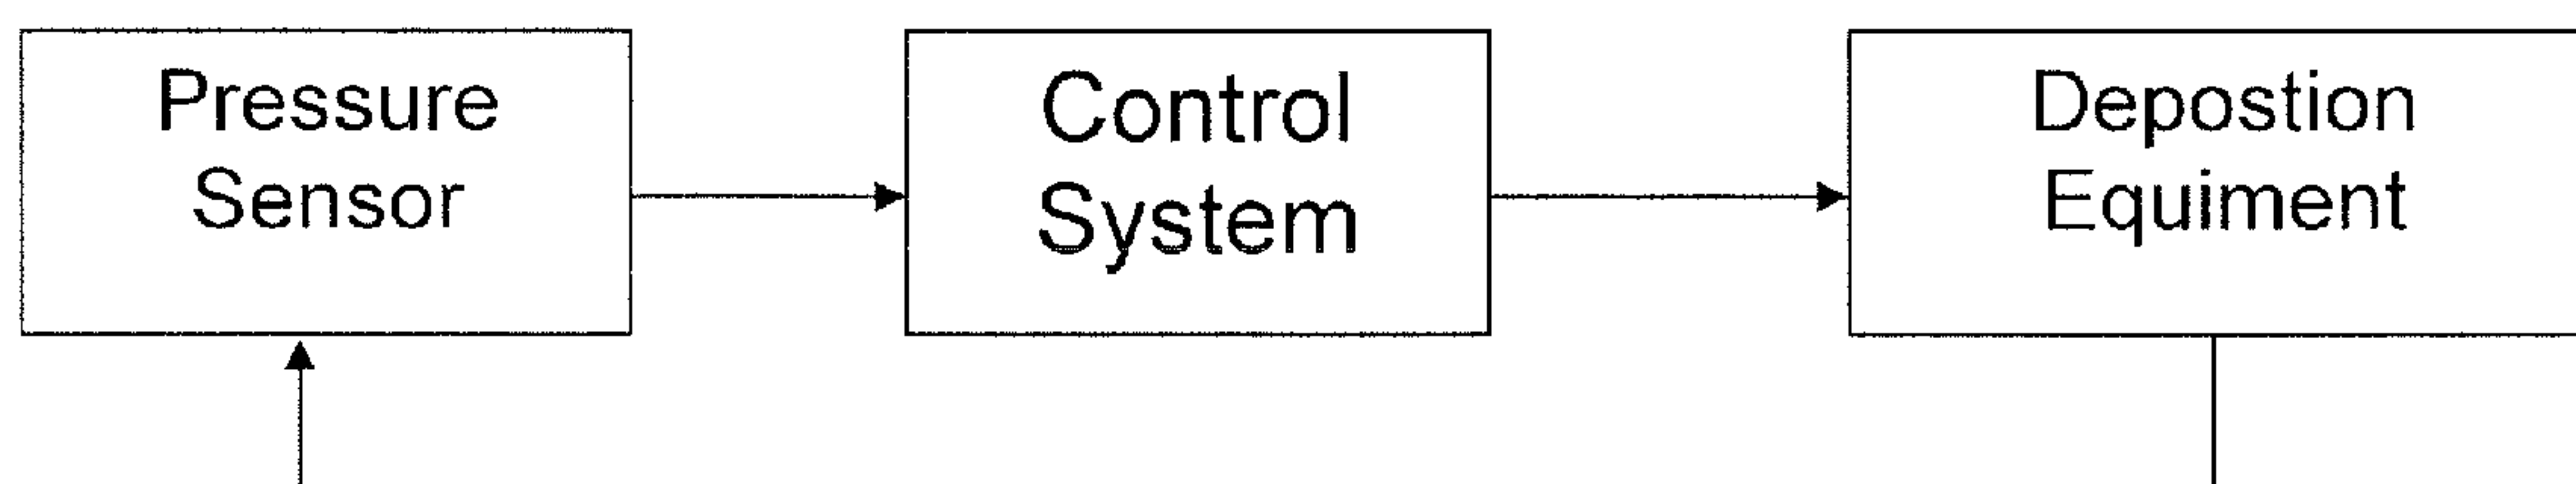 Pressure
Sensor
Control
System
Depostion
Equiment